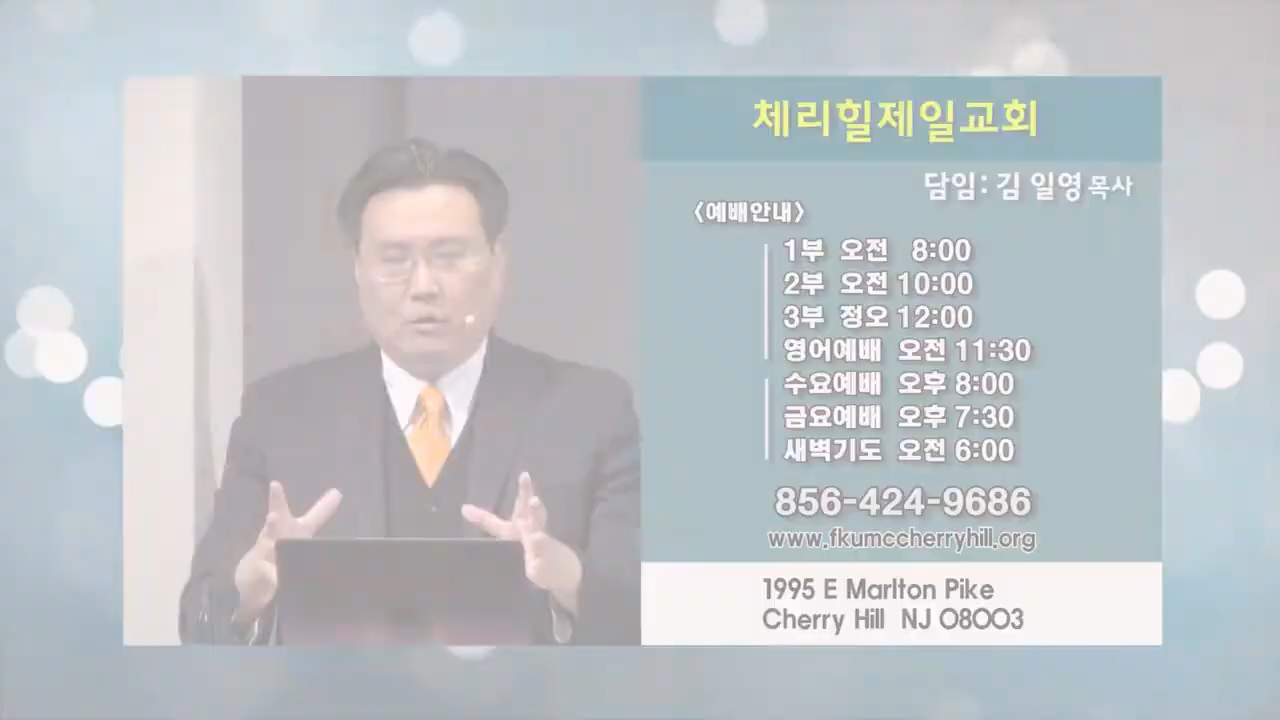 체리힐제일교회
담임: 김 일영 목사
<예배안내>
1부 오전 8:00
2부 오전 10:00
3부 정오 12:00
영어예배 오전 11:30
수요예배 오후 8:00
금요예배 오후 7:30
새벽기도 오전 6:00
856-424-9686
www.fkumccherryhill.org
1995 E Marlton Pike
Cherry Hill NJ 08003